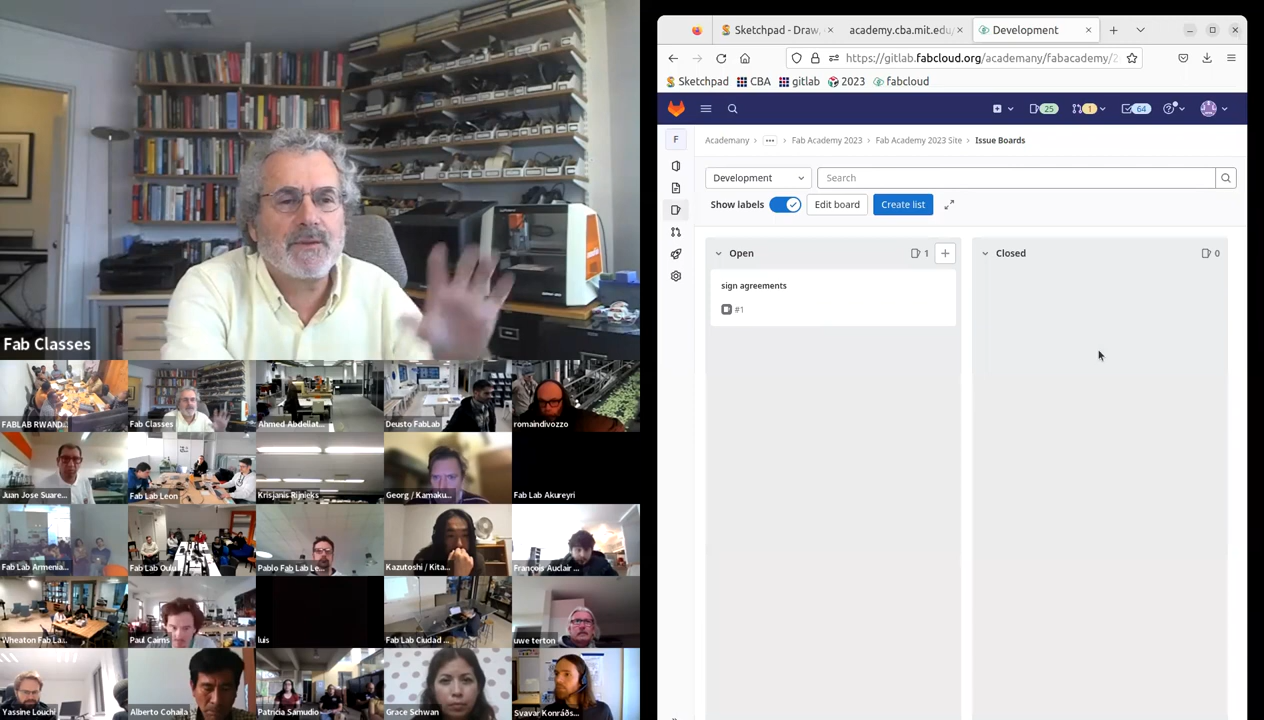 Fab Classes
FABLAB RWAND...
Fab Classes
Ahmed Abdellat...
Deusto FabLab
romaindivozzo
Juan Jose Suare...
Fab Lab Leon
Krisjanis Rijnieks
Georg / Kamaku...
Fab Lab Akureyri
Fab Lab Armenia...
Fab Lab Oulu
Pablo Fab Lab Le...
Kazutoshi / Kita...
François Auclair ...
Wheaton Fab La...
Paul Cairns
luis
Fab Lab Ciudad ...
uwe terton
Yassine Louchi
Alberto Cohaila
Patricia Samudio
Grace Schwan
Svavar Konráðs...
Sketchpad - Draw,
academy.cba.mit.edu/
Development
https://gitlab.fabcloud.org/academany/fabacademy/2
Sketchpad
CBA
gitlab
2023
fabcloud
25
1
64
F
Academany › ... › Fab Academy 2023 › Fab Academy 2023 Site › Issue Boards
Development
Search
Show labels
Edit board
Create list
Open
1
Closed
0
sign agreements
#1